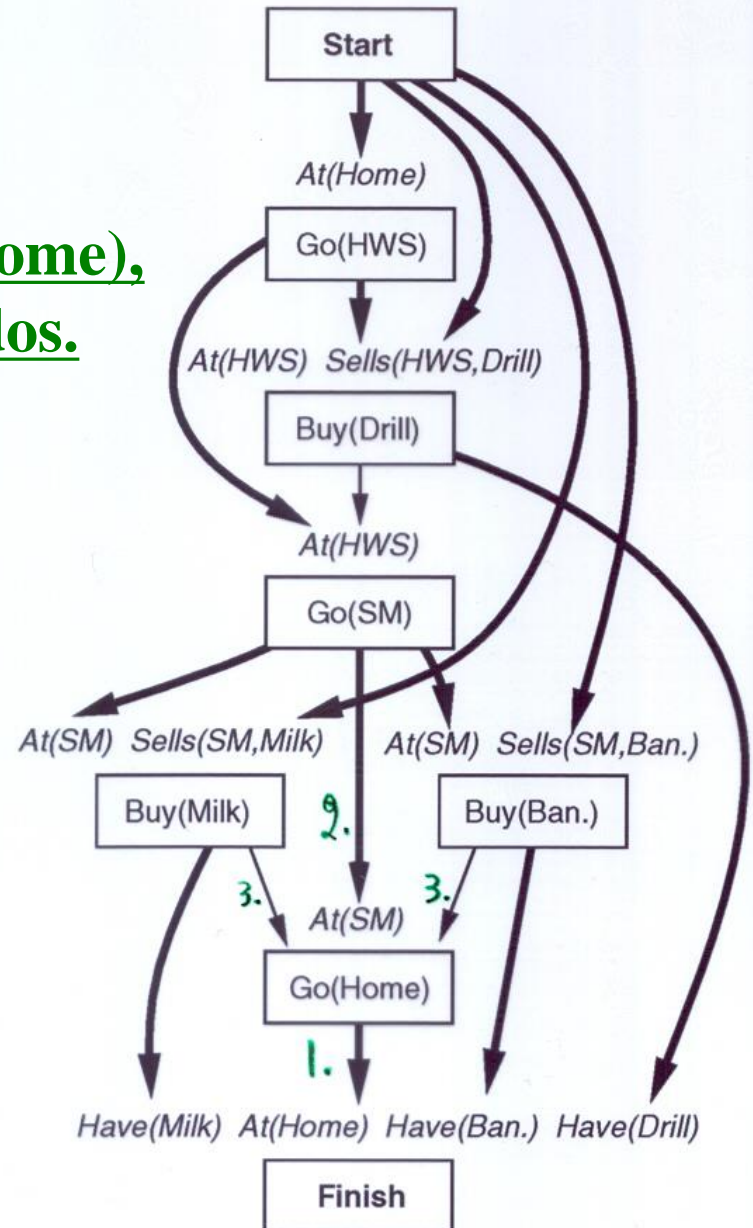 Start
At(Home)
ome),
Go(HWS)
los.
At(HWS) Sells(HWS,Drill)
Buy(Drill)
At(HWS)
Go(SM)
At(SM) Sells(SM,Milk) At(SM) Sells(SM,Ban.)
Buy(Milk) 2. Buy(Ban.)
3. At(SM) 3.
Go(Home)
1.
Have(Milk) At(Home) Have(Ban.) Have(Drill)
Finish